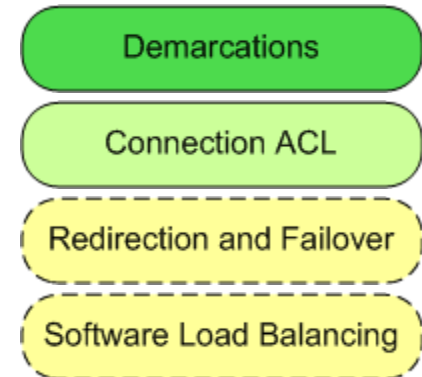 Demarcations
Connection ACL
Redirection and Failover
Software Load Balancing